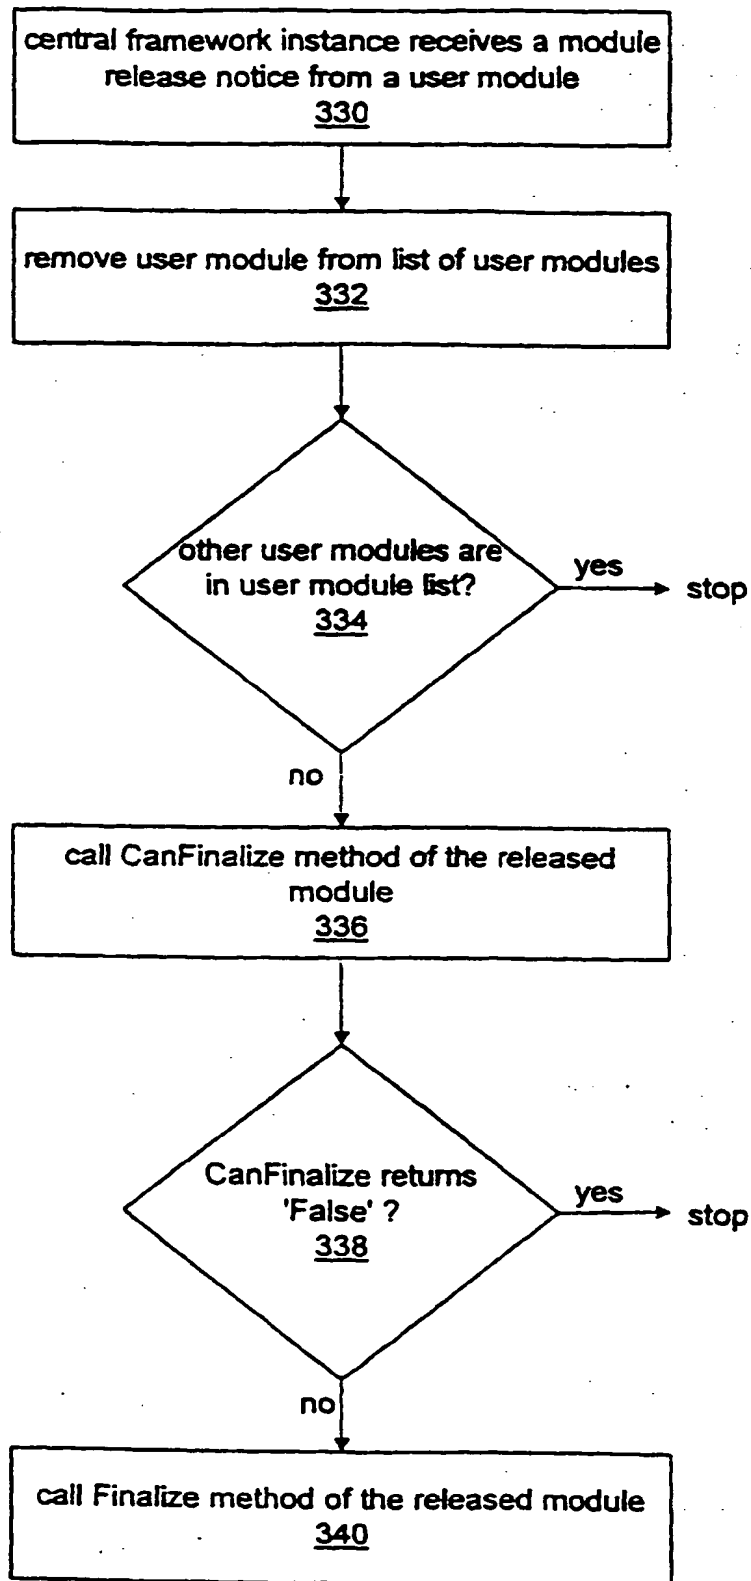 central framework instance receives a module
release notice from a user module
330
remove user module from list of user modules
332
other user modules are
in user module list?
334
yes
stop
no
call CanFinalize method of the released
module
336
CanFinalize returns
'False' ?
338
yes
stop
no
call Finalize method of the released module
340